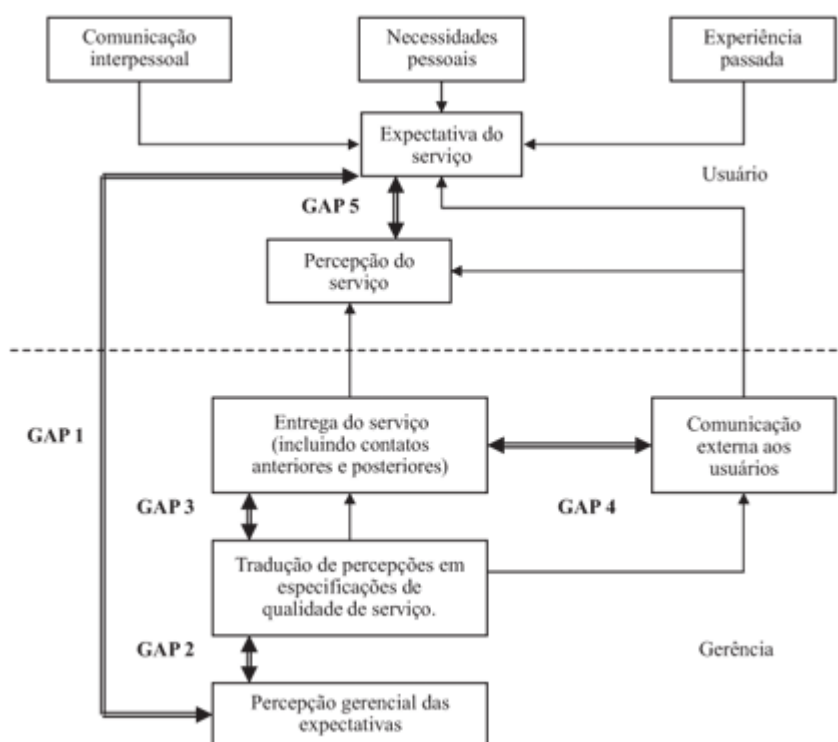 Comunicação
interpessoal
Necessidades
pessoais
Experiência
passada
Expectativa do
serviço
Usuário
GAP 5
Percepção do
serviço
GAP 1
Entrega do serviço
(incluindo contatos
anteriores e posteriores)
Comunicação
externa aos
usuários
GAP 3
GAP 4
Tradução de percepções em
especificações de
qualidade de serviço.
GAP 2
Gerência
Percepção gerencial das
expectativas